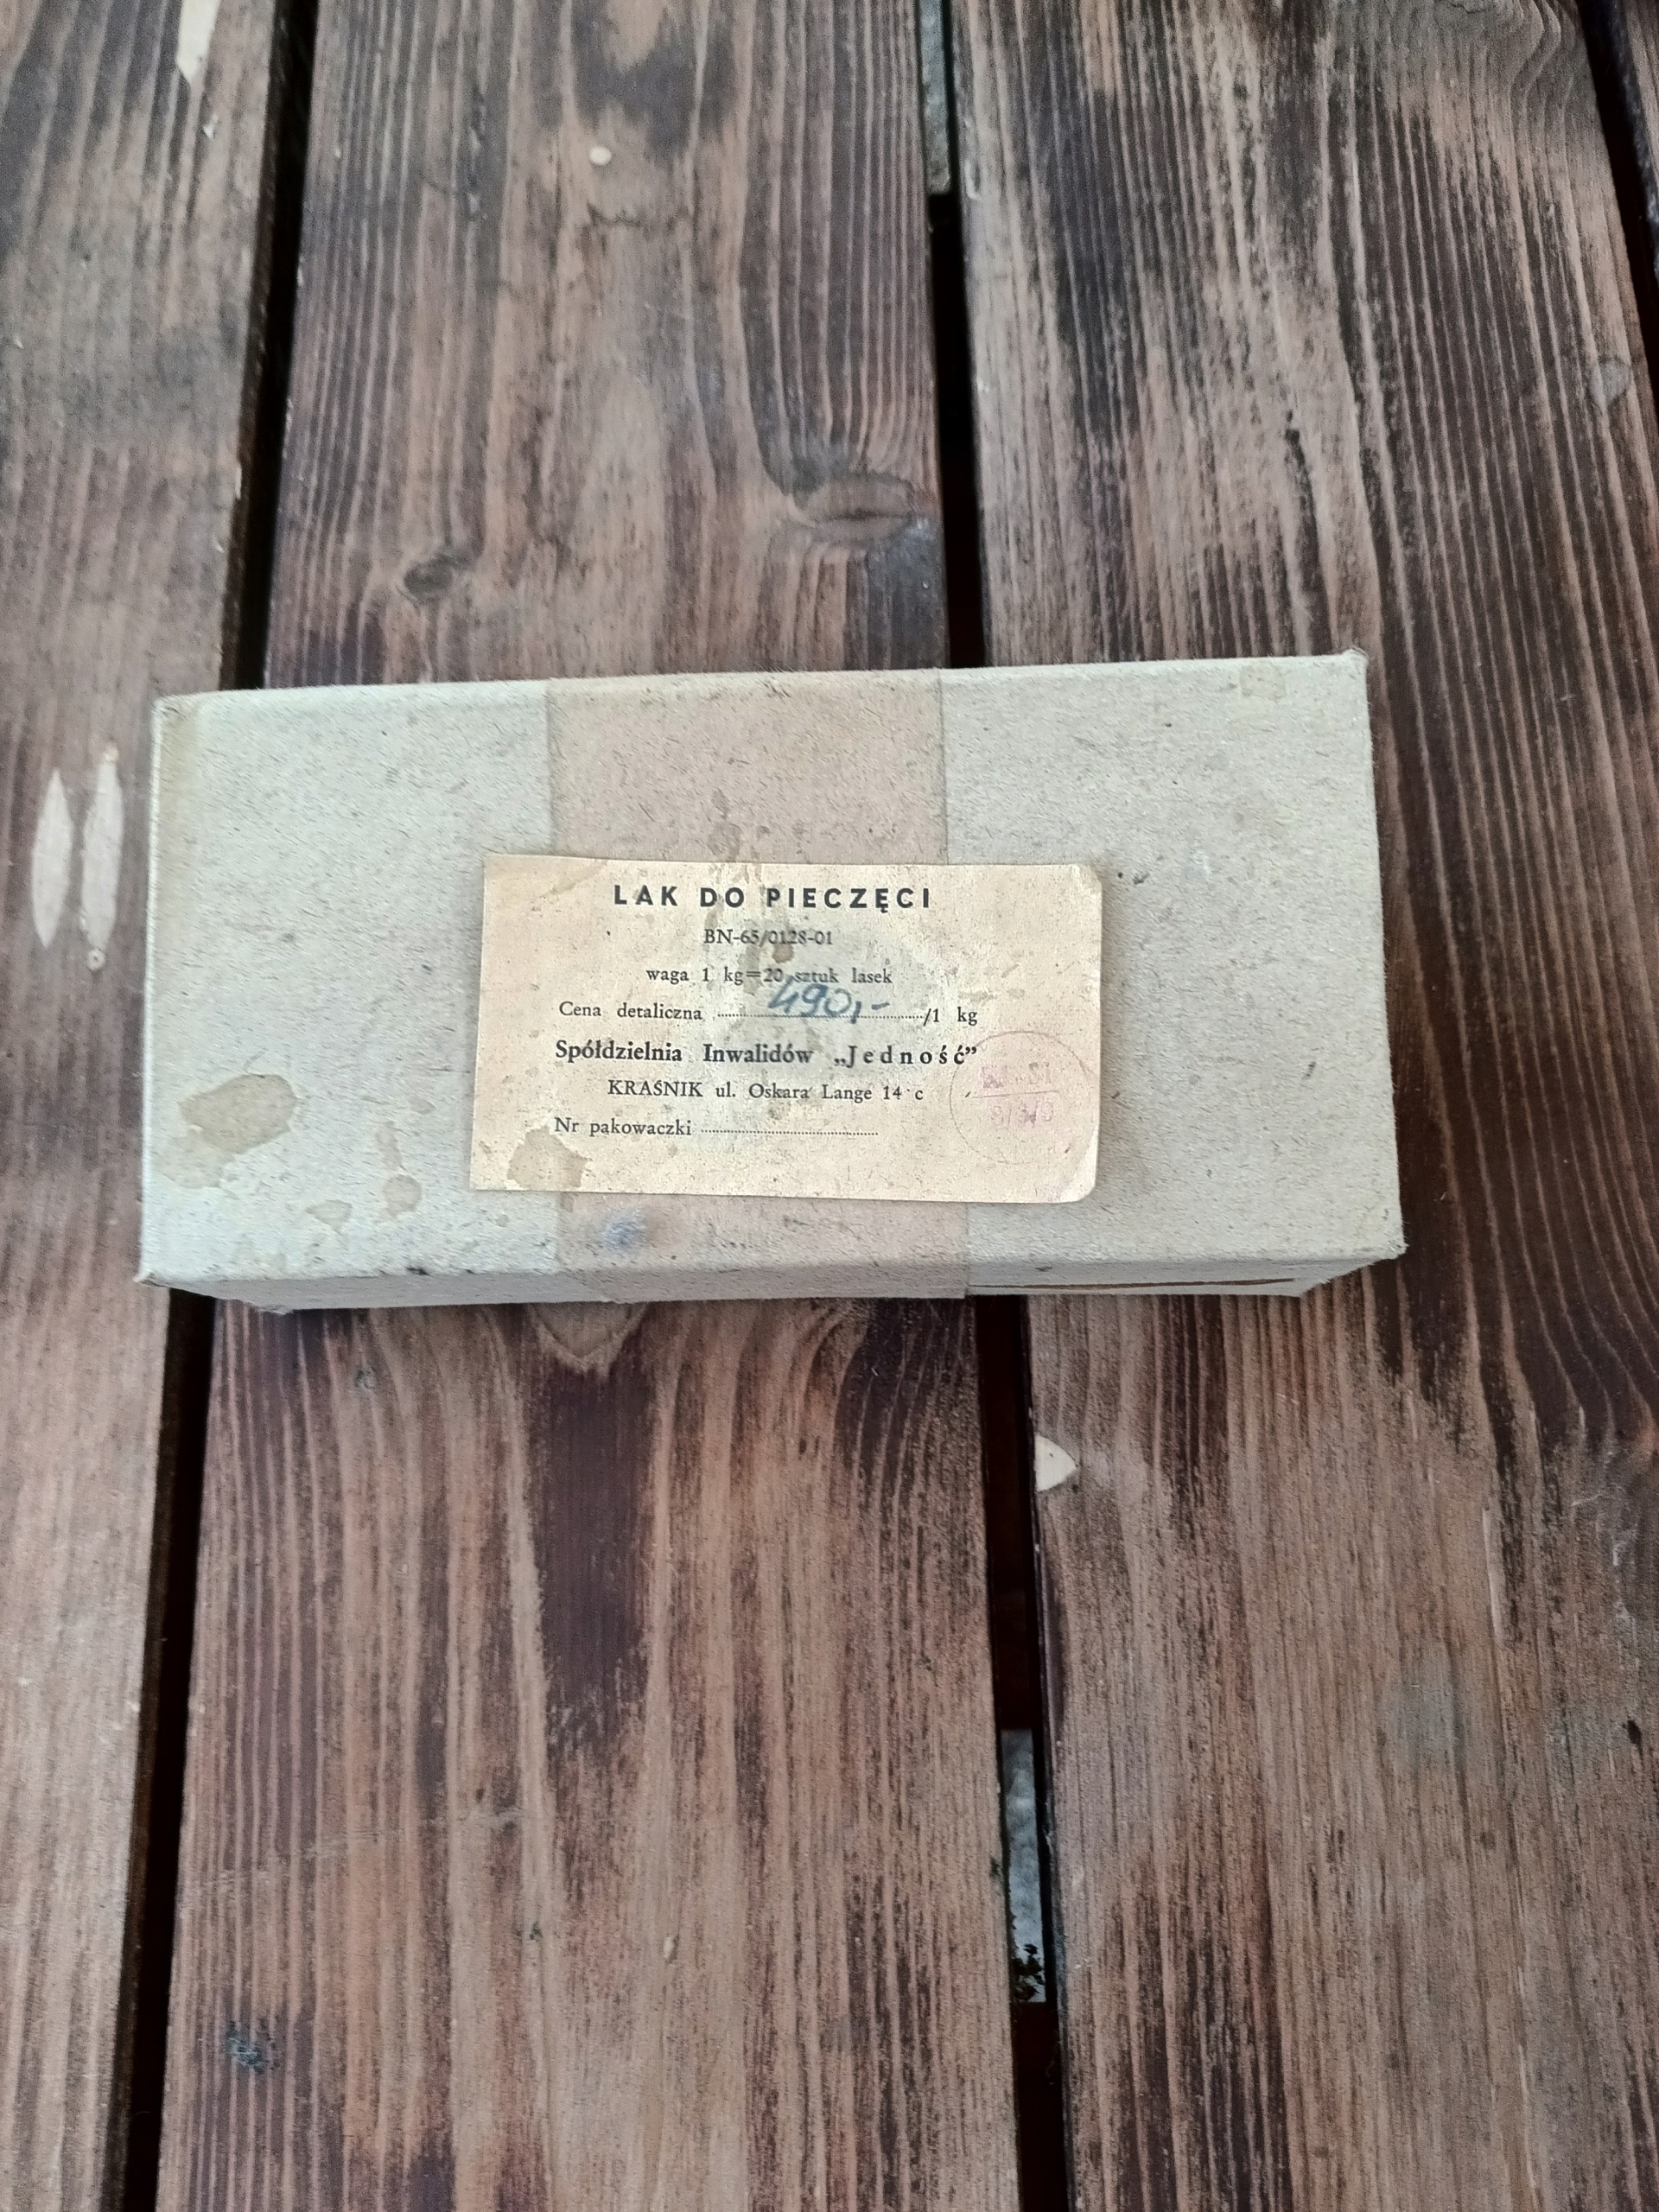 LAK DO PIECZĘCI
BN-65/0128-01
waga 1 kg=20 sztuk lasek
Cena detaliczna 490,- /1 kg
Spółdzielnia Inwalidów „Jedność”
KRAŚNIK ul. Oskara Lange 14 c
Nr pakowaczki